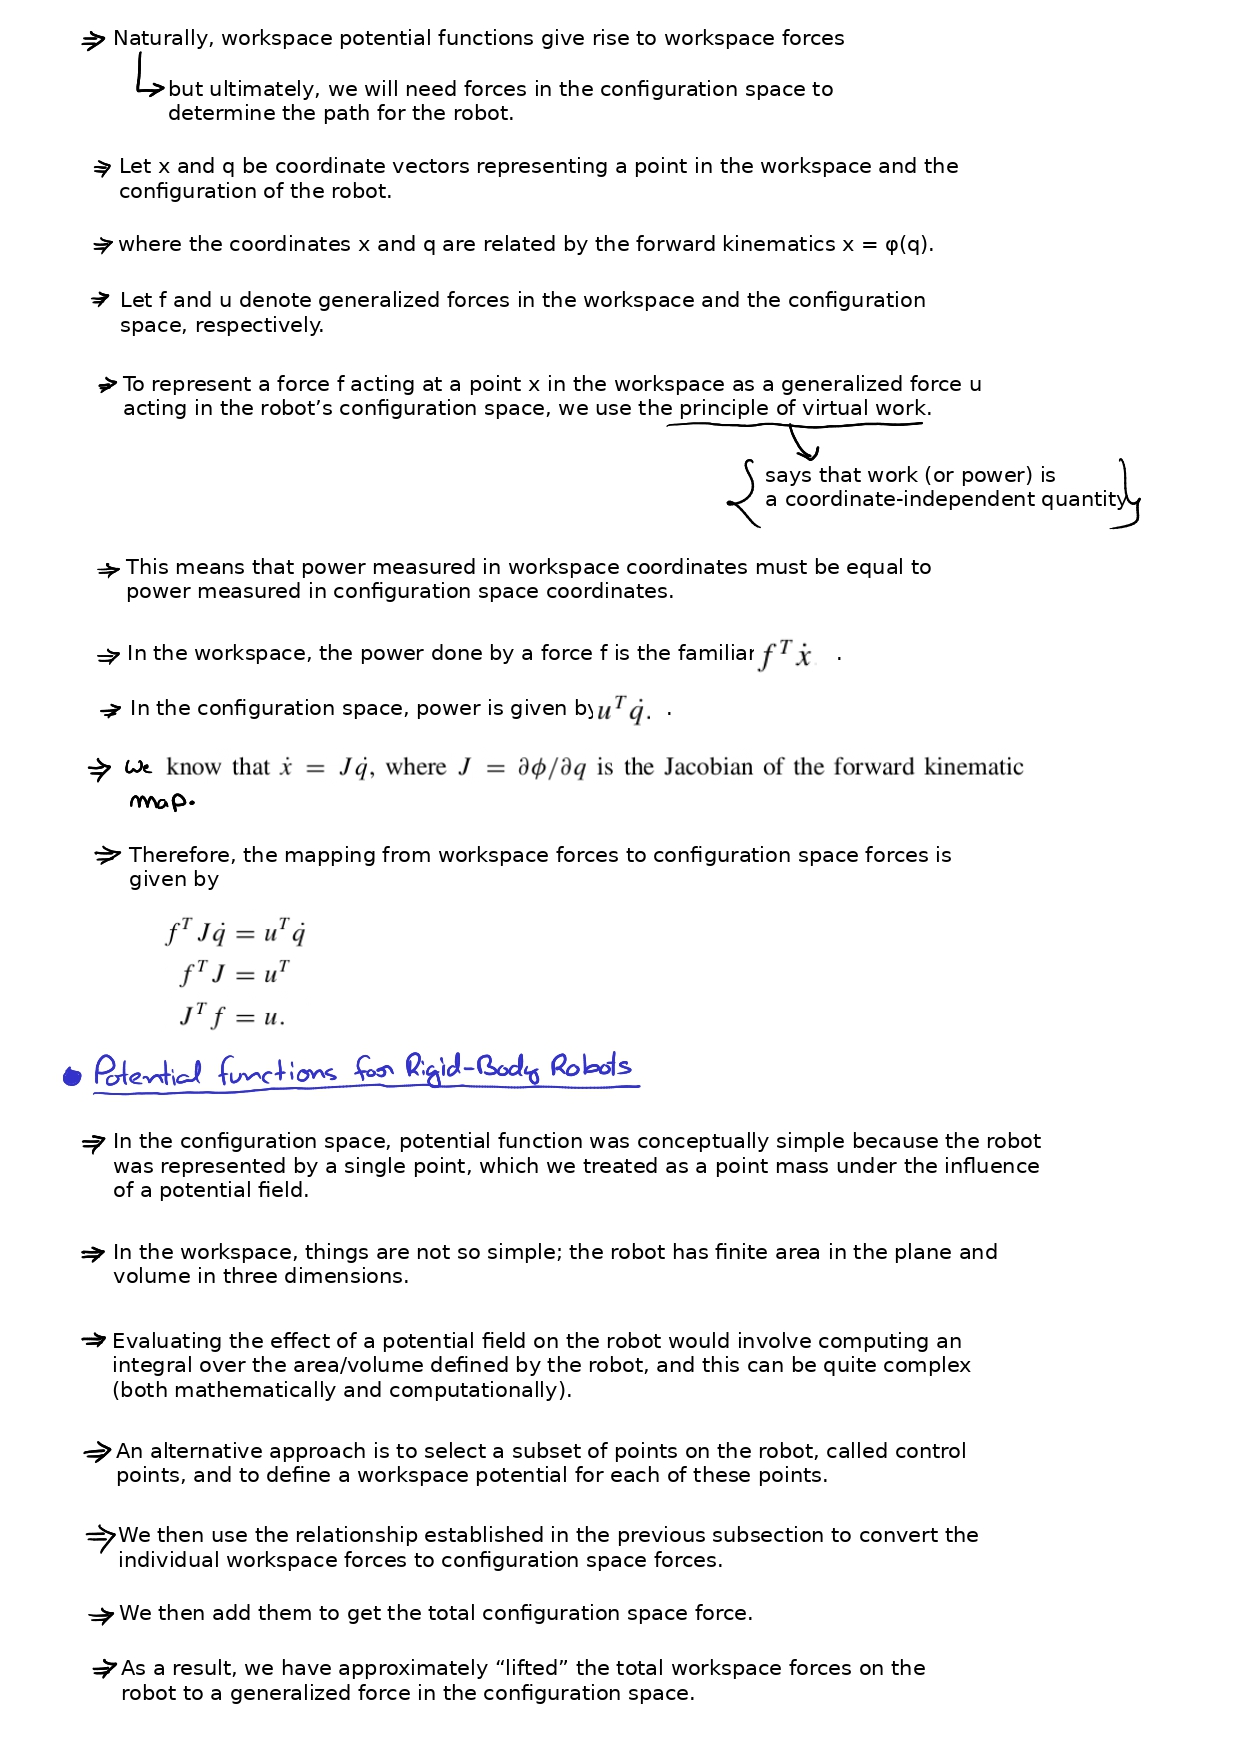 ⇒ Naturally, workspace potential functions give rise to workspace forces
↳ but ultimately, we will need forces in the configuration space to
determine the path for the robot.
⇒ Let x and q be coordinate vectors representing a point in the workspace and the
configuration of the robot.
⇒ where the coordinates x and q are related by the forward kinematics x = φ(q).
⇒ Let f and u denote generalized forces in the workspace and the configuration
space, respectively.
⇒ To represent a force f acting at a point x in the workspace as a generalized force u
acting in the robot’s configuration space, we use the principle of virtual work.
{ says that work (or power) is
a coordinate-independent quantity }
⇒ This means that power measured in workspace coordinates must be equal to
power measured in configuration space coordinates.
⇒ In the workspace, the power done by a force f is the familiar fᵀẋ .
⇒ In the configuration space, power is given by uᵀq̇. .
⇒ we know that ẋ = Jq̇, where J = ∂ϕ/∂q is the Jacobian of the forward kinematic
map.
⇒ Therefore, the mapping from workspace forces to configuration space forces is
given by
fᵀJq̇ = uᵀq̇
fᵀJ = uᵀ
Jᵀf = u.
● Potential functions for Rigid-Body Robots
⇒ In the configuration space, potential function was conceptually simple because the robot
was represented by a single point, which we treated as a point mass under the influence
of a potential field.
⇒ In the workspace, things are not so simple; the robot has finite area in the plane and
volume in three dimensions.
⇒ Evaluating the effect of a potential field on the robot would involve computing an
integral over the area/volume defined by the robot, and this can be quite complex
(both mathematically and computationally).
⇒ An alternative approach is to select a subset of points on the robot, called control
points, and to define a workspace potential for each of these points.
⇒ We then use the relationship established in the previous subsection to convert the
individual workspace forces to configuration space forces.
⇒ We then add them to get the total configuration space force.
⇒ As a result, we have approximately “lifted” the total workspace forces on the
robot to a generalized force in the configuration space.